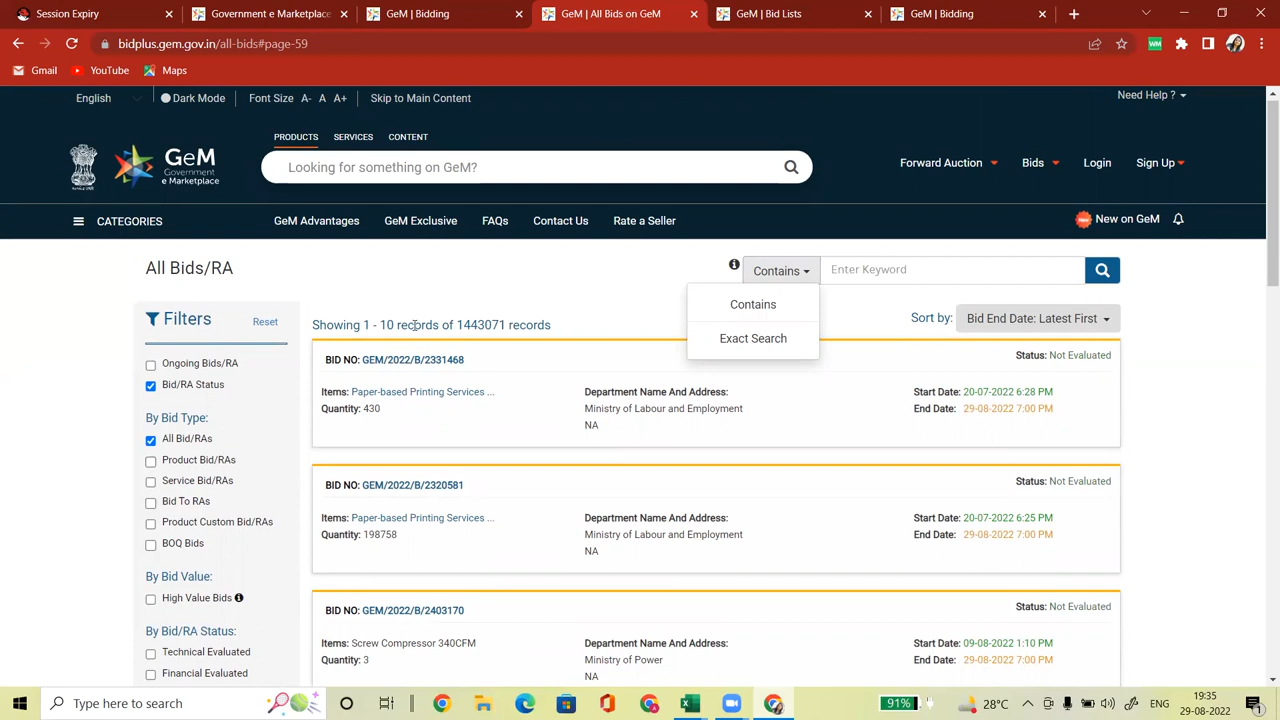 Session Expiry
Government e Marketplace
GeM | Bidding
GeM | All Bids on GeM
GeM | Bid Lists
GeM | Bidding
bidplus.gem.gov.in/all-bids#page-59
Gmail YouTube Maps
English Dark Mode Font Size A- A A+ Skip to Main Content Need Help ?
PRODUCTS SERVICES CONTENT
GeM Government e Marketplace
Looking for something on GeM?
Forward Auction Bids Login Sign Up
CATEGORIES GeM Advantages GeM Exclusive FAQs Contact Us Rate a Seller New on GeM
All Bids/RA
Contains Enter Keyword
Contains
Exact Search
Filters Reset
Showing 1 - 10 records of 1443071 records
Sort by: Bid End Date: Latest First
Ongoing Bids/RA
Bid/RA Status
By Bid Type:
All Bid/RAs
Product Bid/RAs
Service Bid/RAs
Bid To RAs
Product Custom Bid/RAs
BOQ Bids
By Bid Value:
High Value Bids
By Bid/RA Status:
Technical Evaluated
Financial Evaluated
BID NO: GEM/2022/B/2331468 Status: Not Evaluated
Items: Paper-based Printing Services ... Department Name And Address: Start Date: 20-07-2022 6:28 PM
Quantity: 430 Ministry of Labour and Employment End Date: 29-08-2022 7:00 PM
NA
BID NO: GEM/2022/B/2320581 Status: Not Evaluated
Items: Paper-based Printing Services ... Department Name And Address: Start Date: 20-07-2022 6:25 PM
Quantity: 198758 Ministry of Labour and Employment End Date: 29-08-2022 7:00 PM
NA
BID NO: GEM/2022/B/2403170 Status: Not Evaluated
Items: Screw Compressor 340CFM Department Name And Address: Start Date: 09-08-2022 1:10 PM
Quantity: 3 Ministry of Power End Date: 29-08-2022 7:00 PM
NA
Type here to search
91% 28°C ENG 19:35
29-08-2022